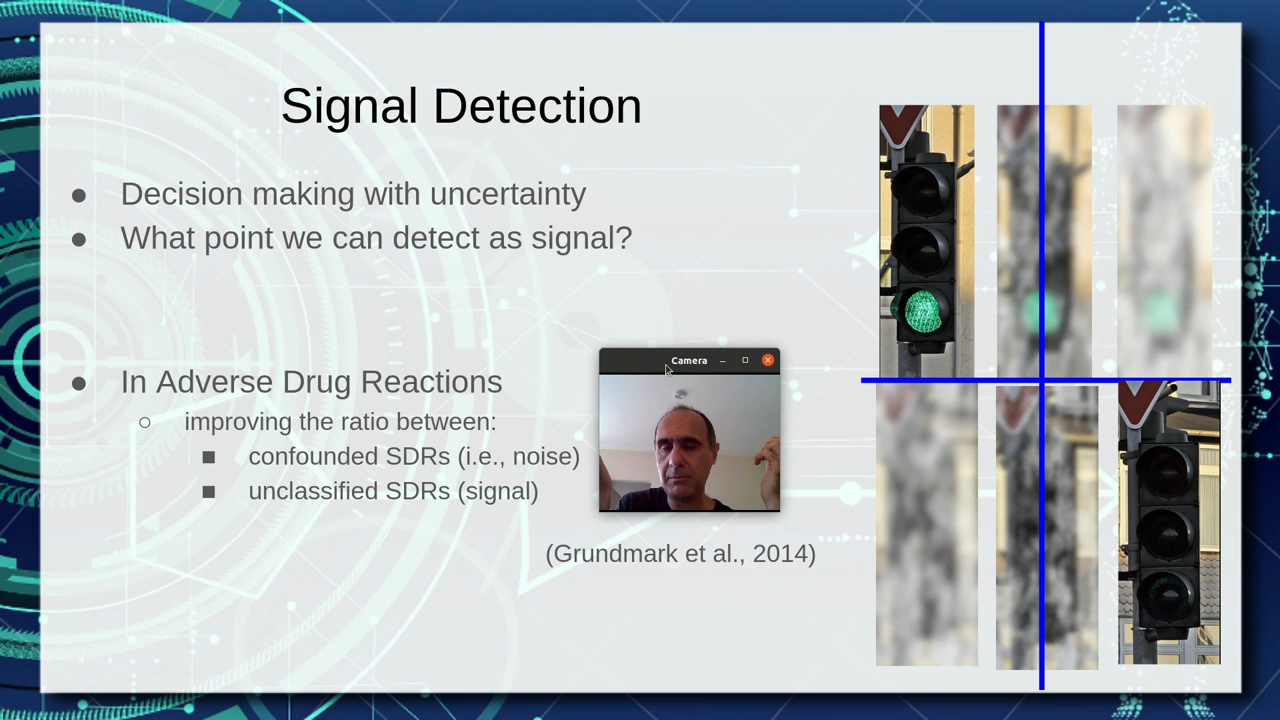 Signal Detection
● Decision making with uncertainty
● What point we can detect as signal?
● In Adverse Drug Reactions
○ improving the ratio between:
■ confounded SDRs (i.e., noise)
■ unclassified SDRs (signal)
Camera
(Grundmark et al., 2014)